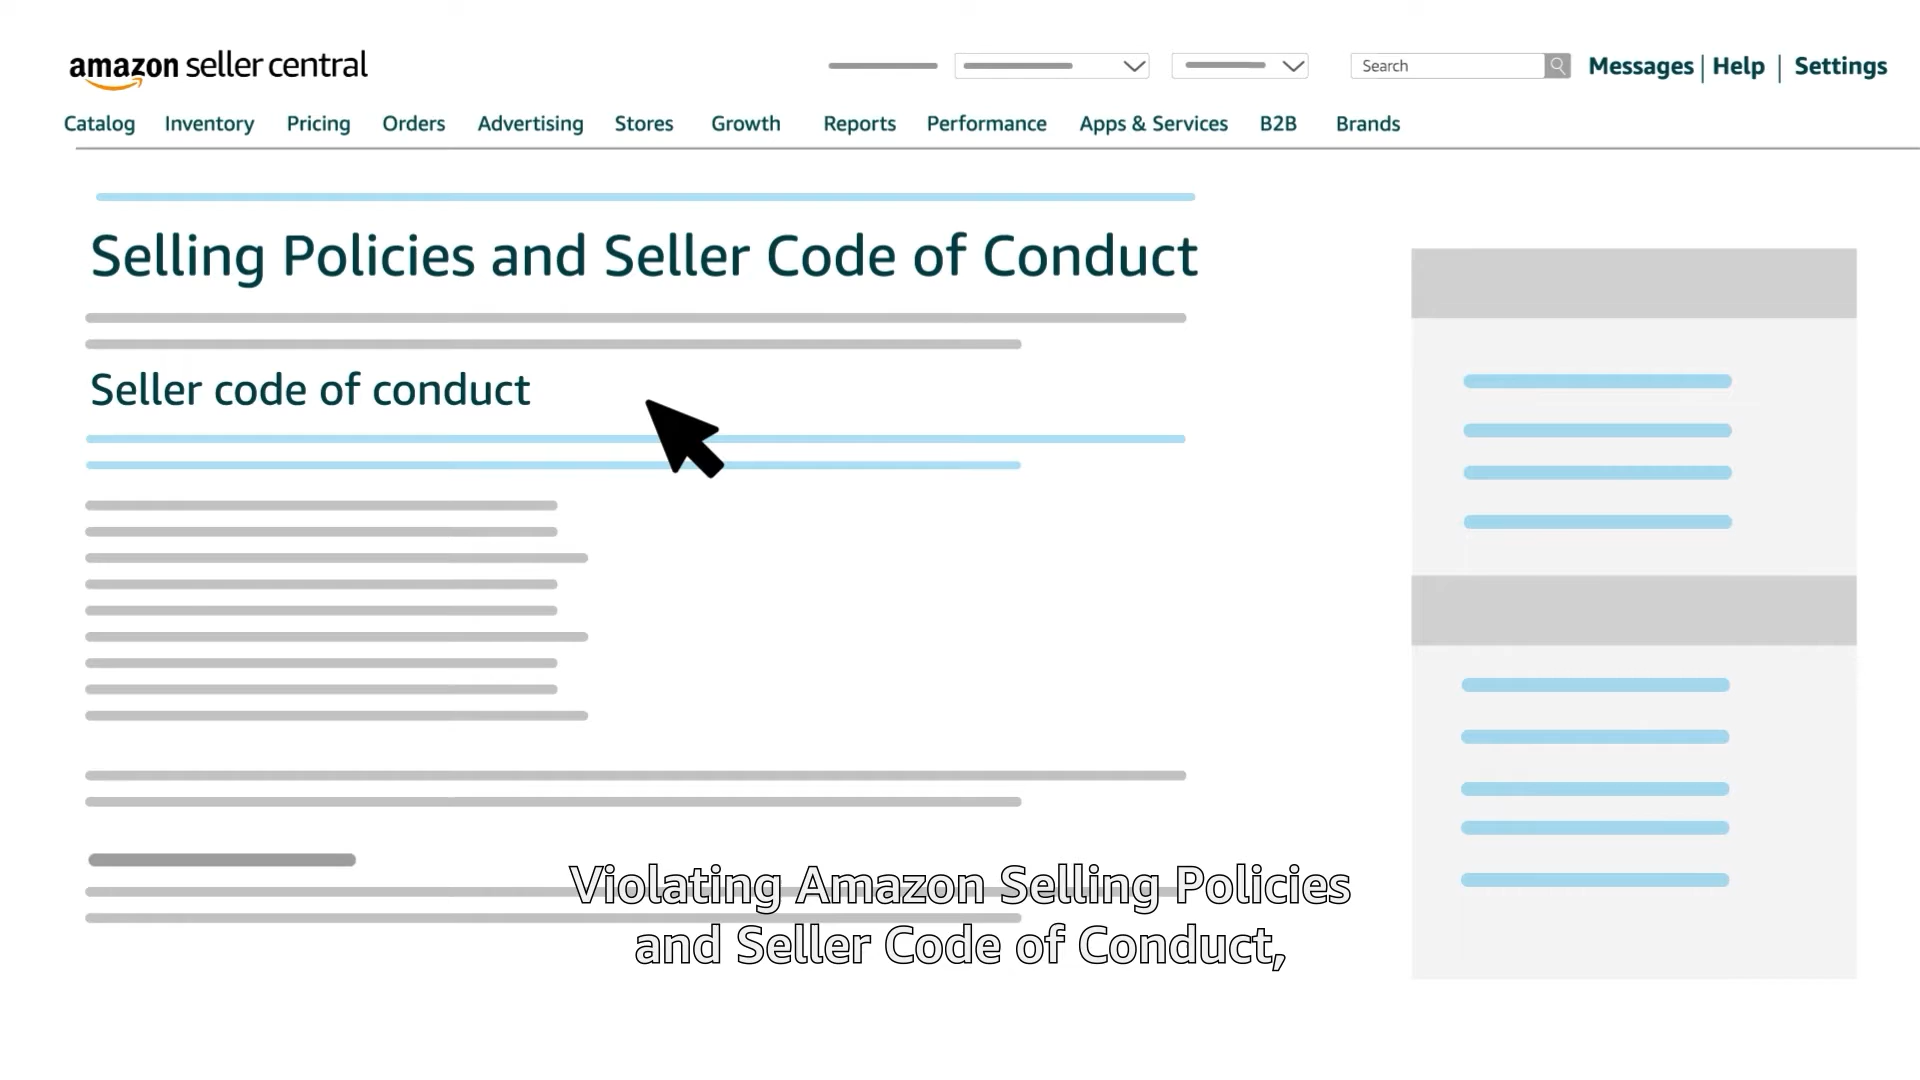 amazon seller central
Search
Messages | Help | Settings
Catalog Inventory Pricing Orders Advertising Stores Growth Reports Performance Apps & Services B2B Brands
Selling Policies and Seller Code of Conduct
Seller code of conduct
Violating Amazon Selling Policies
and Seller Code of Conduct,